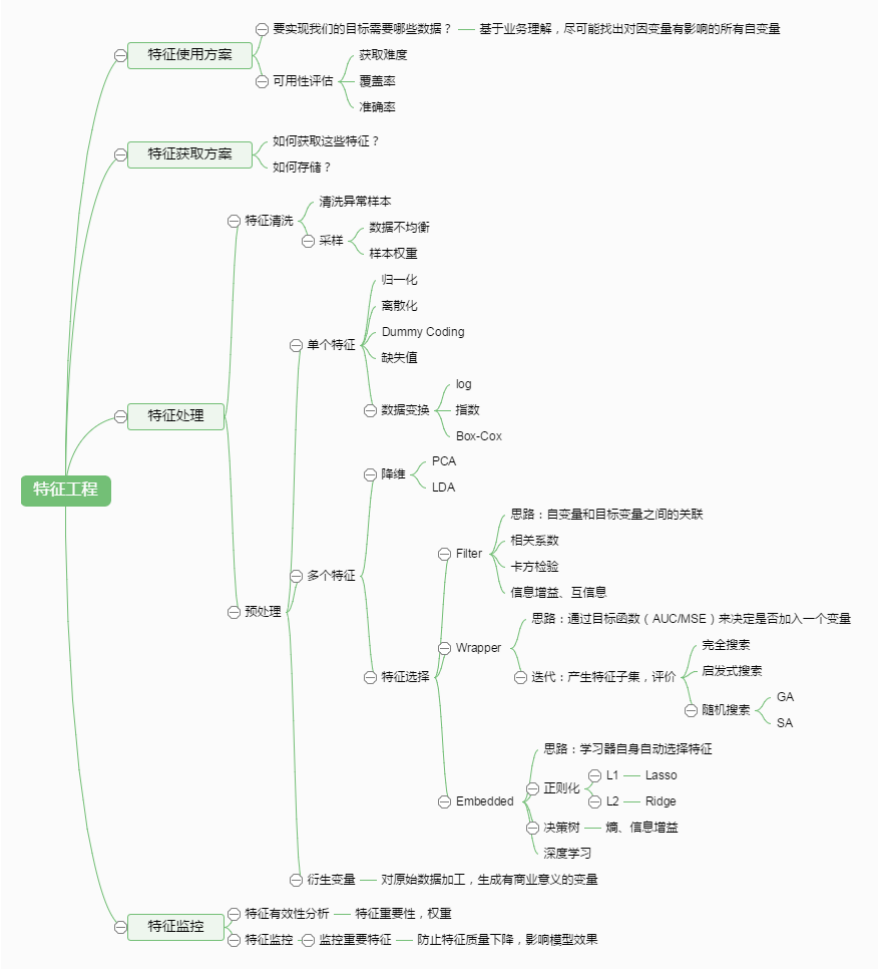 要实现我们的目标需要哪些数据？ 基于业务理解，尽可能找出对因变量有影响的所有自变量
特征使用方案
获取难度
可用性评估
覆盖率
准确率
如何获取这些特征？
特征获取方案
如何存储？
清洗异常样本
特征清洗
数据不均衡
采样
样本权重
归一化
离散化
Dummy Coding
单个特征
缺失值
log
数据变换
指数
Box-Cox
特征处理
PCA
降维
LDA
特征工程
思路：自变量和目标变量之间的关联
相关系数
Filter
卡方检验
多个特征
信息增益、互信息
预处理
思路：通过目标函数（AUC/MSE）来决定是否加入一个变量
完全搜索
Wrapper
启发式搜索
迭代：产生特征子集，评价
特征选择
GA
随机搜索
SA
思路：学习器自身自动选择特征
L1 Lasso
正则化
Embedded
L2 Ridge
决策树 熵、信息增益
深度学习
衍生变量 对原始数据加工，生成有商业意义的变量
特征有效性分析 特征重要性，权重
特征监控
特征监控 监控重要特征 防止特征质量下降，影响模型效果